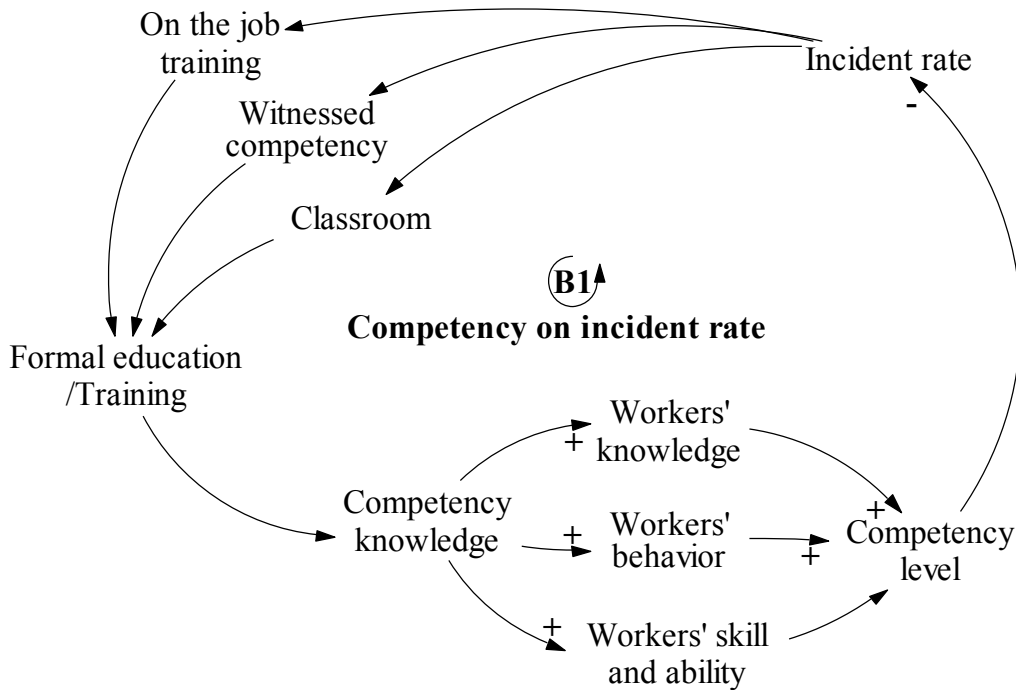 On the job
training
Incident rate
-
Witnessed
competency
Classroom
B1
Competency on incident rate
Formal education
/Training
Workers'
knowledge
+
+
Competency
knowledge
Workers'
behavior
+
+
Competency
level
Workers' skill
and ability
+